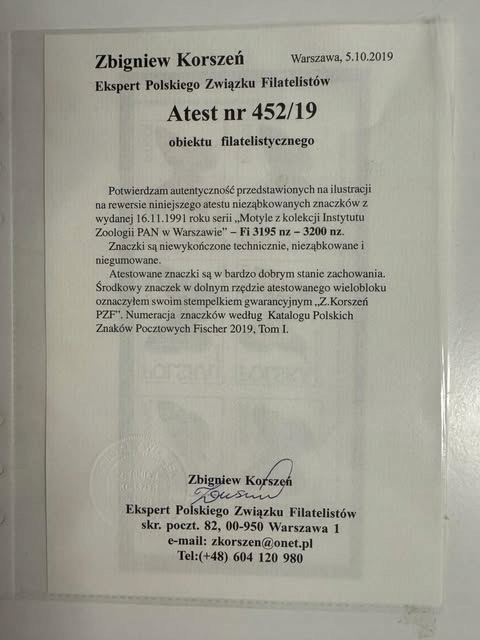 Zbigniew Korszeń
Warszawa, 5.10.2019
Ekspert Polskiego Związku Filatelistów
Atest nr 452/19
obiektu filatelistycznego
Potwierdzam autentyczność przedstawionych na ilustracji
na rewersie niniejszego atestu nieząbkowanych znaczków z
wydanej 16.11.1991 roku serii „Motyle z kolekcji Instytutu
Zoologii PAN w Warszawie” – Fi 3195 nz – 3200 nz.
Znaczki są niewykończone technicznie, nieząbkowane i
niegumowane.
Atestowane znaczki są w bardzo dobrym stanie zachowania.
Środkowy znaczek w dolnym rzędzie atestowanego wielobloku
oznaczyłem swoim stempelkiem gwarancyjnym „Z.Korszeń
PZF”. Numeracja znaczków według Katalogu Polskich
Znaków Pocztowych Fischer 2019, Tom I.
Zbigniew Korszeń
Ekspert Polskiego Związku Filatelistów
skr. poczt. 82, 00-950 Warszawa 1
e-mail: zkorszen@onet.pl
Tel:(+48) 604 120 980